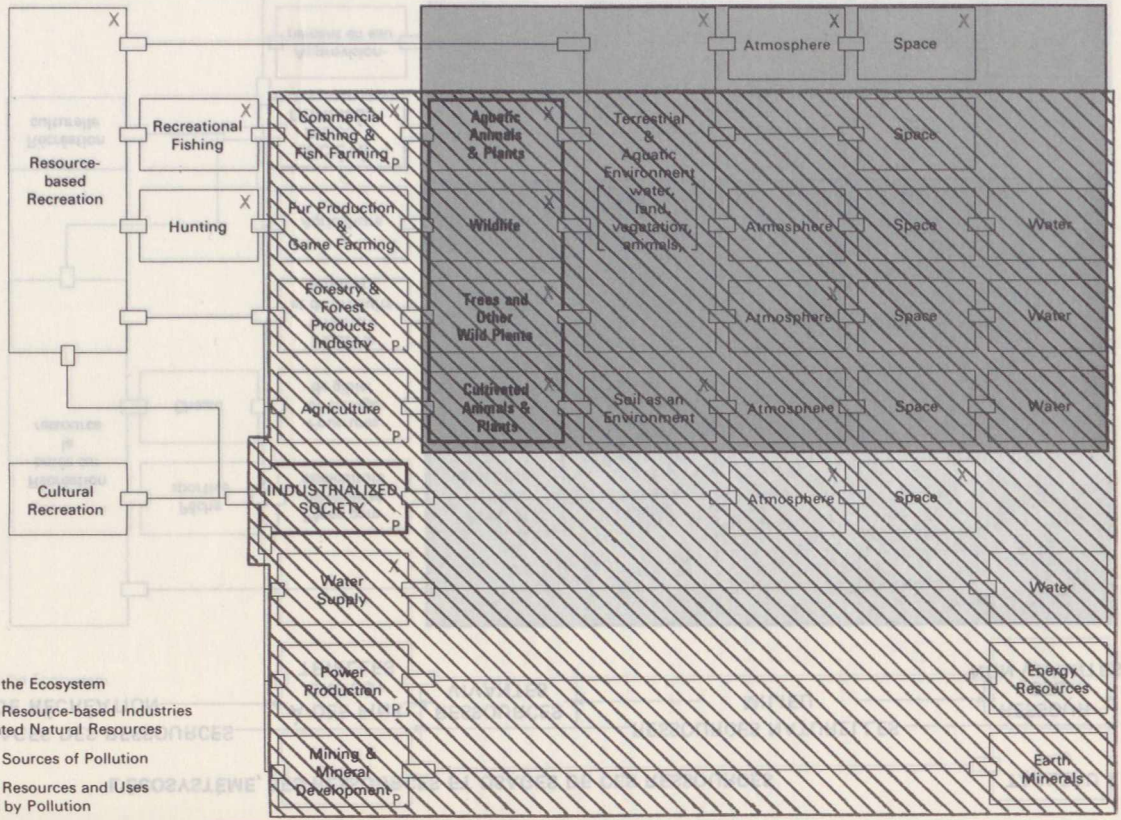 X
X
Atmosphere
X
Space
Resource-
based
Recreation
X
Recreational
Fishing
X
Commercial
Fishing &
Fish Farming
P
X
Aquatic
Animals
& Plants
Terrestrial
&
Aquatic
Environment
[water,
land,
vegetation,
animals,]
Space
X
Hunting
Fur Production
&
Game Farming
X
Wildlife
Atmosphere
Space
Water
Forestry &
Forest
Products
Industry
P
X
Trees and
Other
Wild Plants
X
Atmosphere
Space
Water
Agriculture
P
X
Cultivated
Animals &
Plants
X
Soil as an
Environment
Atmosphere
Space
Water
Cultural
Recreation
INDUSTRIALIZED
SOCIETY
P
X
Atmosphere
X
Space
X
Water
Supply
Water
Power
Production
P
Energy
Resources
Mining &
Mineral
Development
P
Earth
Minerals
the Ecosystem
Resource-based Industries
ted Natural Resources
Sources of Pollution
Resources and Uses
by Pollution